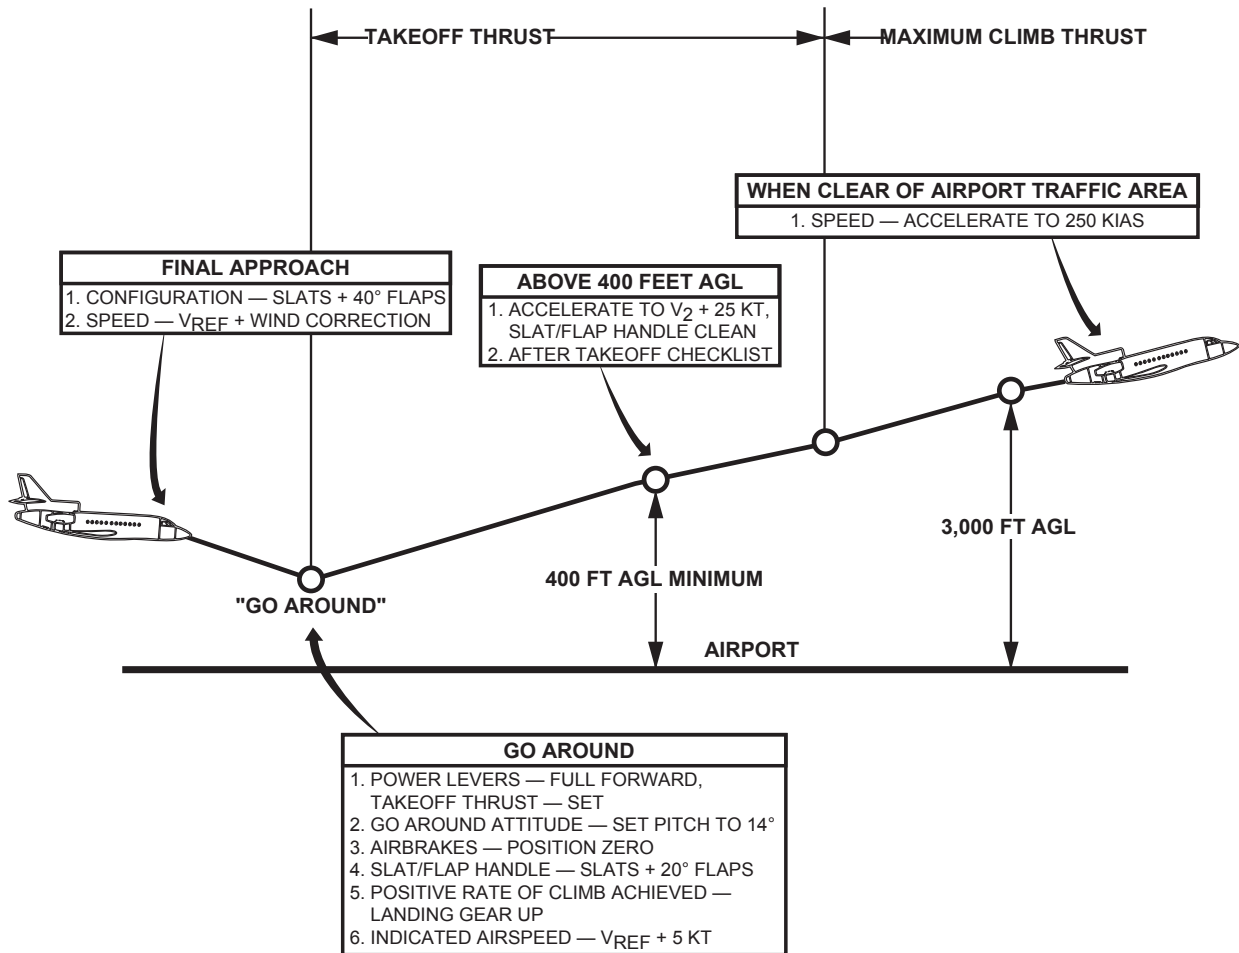 TAKEOFF THRUST
MAXIMUM CLIMB THRUST
WHEN CLEAR OF AIRPORT TRAFFIC AREA
1. SPEED — ACCELERATE TO 250 KIAS
FINAL APPROACH
1. CONFIGURATION — SLATS + 40° FLAPS
2. SPEED — VREF + WIND CORRECTION
ABOVE 400 FEET AGL
1. ACCELERATE TO V2 + 25 KT,
SLAT/FLAP HANDLE CLEAN
2. AFTER TAKEOFF CHECKLIST
3,000 FT AGL
400 FT AGL MINIMUM
"GO AROUND"
AIRPORT
GO AROUND
1. POWER LEVERS — FULL FORWARD,
TAKEOFF THRUST — SET
2. GO AROUND ATTITUDE — SET PITCH TO 14°
3. AIRBRAKES — POSITION ZERO
4. SLAT/FLAP HANDLE — SLATS + 20° FLAPS
5. POSITIVE RATE OF CLIMB ACHIEVED —
LANDING GEAR UP
6. INDICATED AIRSPEED — VREF + 5 KT